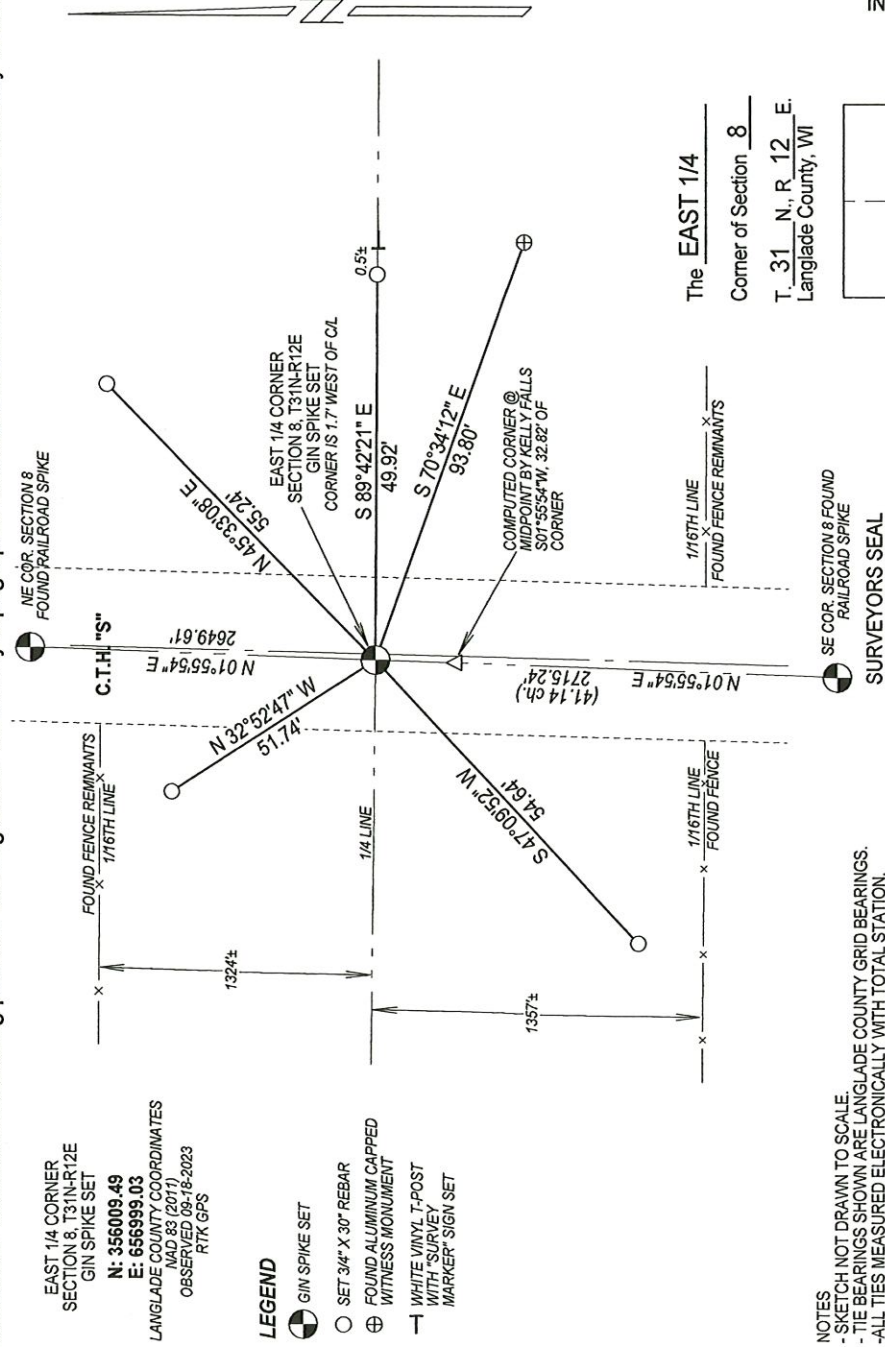 NE COR. SECTION 8
FOUND RAILROAD SPIKE
EAST 1/4 CORNER
SECTION 8, T31N-R12E
GIN SPIKE SET
N: 356009.49
E: 656999.03
LANGLADE COUNTY COORDINATES
NAD 83 (2011)
OBSERVED 09-18-2023
RTK GPS
LEGEND
GIN SPIKE SET
SET 3/4" X 30" REBAR
FOUND ALUMINUM CAPPED
WITNESS MONUMENT
WHITE VINYL T-POST
WITH "SURVEY
MARKER" SIGN SET
FOUND FENCE REMNANTS
1/16TH LINE
1324'±
C.T.H. "S"
N 01°55'54" E
2649.61'
N 32°52'47" W
51.74'
N 45°33'08" E
55.24'
EAST 1/4 CORNER
SECTION 8, T31N-R12E
GIN SPIKE SET
CORNER IS 1.7' WEST OF C/L
0.5'±
S 89°42'21" E
49.92'
1/4 LINE
S 70°34'12" E
93.80'
S 47°09'52" W
54.64'
COMPUTED CORNER @
MIDPOINT BY KELLY FALLS
S01°55'54"W, 32.82' OF
CORNER
(41.14 ch.)
2715.24'
N 01°55'54" E
1357'±
1/16TH LINE
FOUND FENCE
1/16TH LINE
FOUND FENCE REMNANTS
SE COR. SECTION 8 FOUND
RAILROAD SPIKE
SURVEYORS SEAL
The EAST 1/4
Corner of Section 8
T. 31 N., R 12 E.
Langlade County, WI
IN
NOTES
- SKETCH NOT DRAWN TO SCALE.
- TIE BEARINGS SHOWN ARE LANGLADE COUNTY GRID BEARINGS.
-ALL TIES MEASURED ELECTRONICALLY WITH TOTAL STATION.